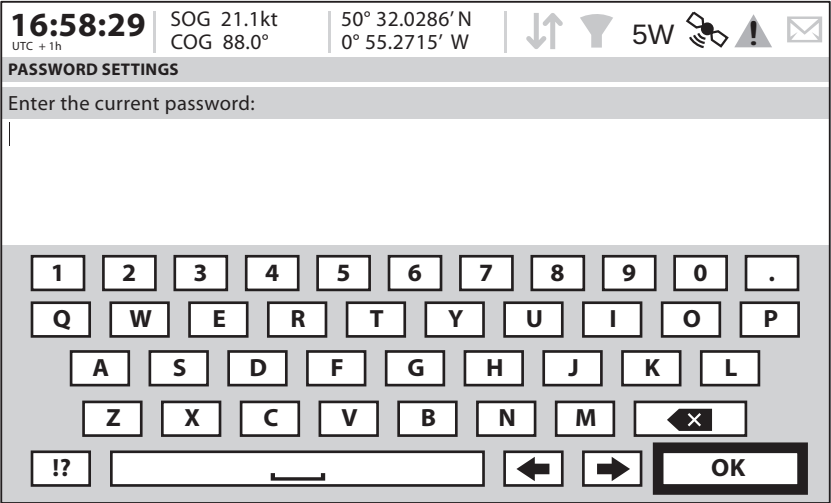 16:58:29 SOG 21.1kt 50° 32.0286′ N 5W
UTC + 1h COG 88.0° 0° 55.2715′ W
PASSWORD SETTINGS
Enter the current password:
1 2 3 4 5 6 7 8 9 0 .
Q W E R T Y U I O P
A S D F G H J K L
Z X C V B N M
!? OK